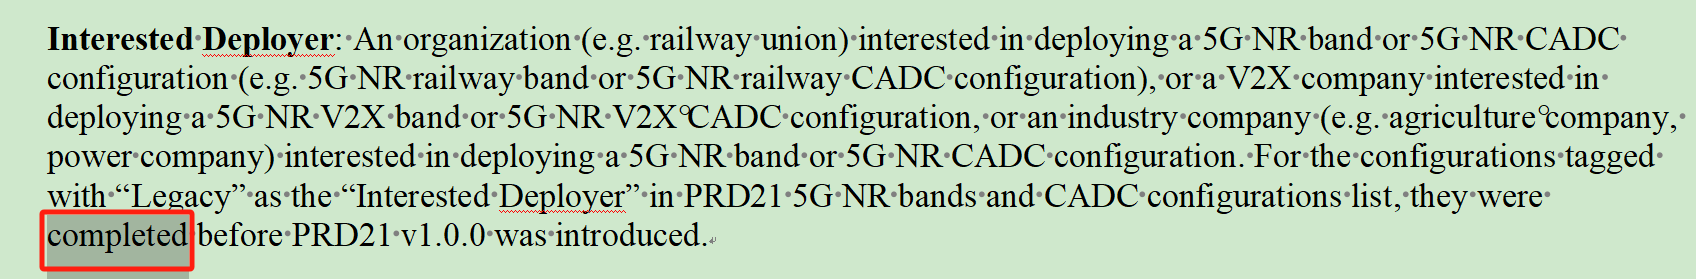 Interested Deployer: An organization (e.g. railway union) interested in deploying a 5G NR band or 5G NR CADC
configuration (e.g. 5G NR railway band or 5G NR railway CADC configuration), or a V2X company interested in
deploying a 5G NR V2X band or 5G NR V2X CADC configuration, or an industry company (e.g. agriculture company,
power company) interested in deploying a 5G NR band or 5G NR CADC configuration. For the configurations tagged
with “Legacy” as the “Interested Deployer” in PRD21 5G NR bands and CADC configurations list, they were
completed before PRD21 v1.0.0 was introduced.